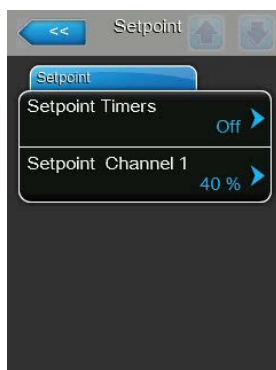 << Setpoint
Setpoint
Setpoint Timers
Off
Setpoint Channel 1
40 %